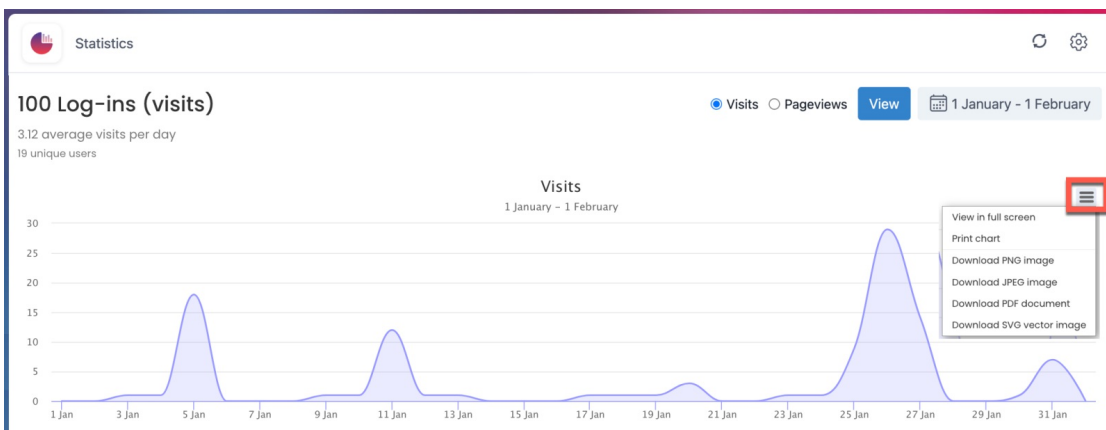 Statistics
100 Log-ins (visits)
Visits Pageviews View 1 January - 1 February
3.12 average visits per day
19 unique users
Visits
1 January – 1 February
View in full screen
Print chart
Download PNG image
Download JPEG image
Download PDF document
Download SVG vector image
30
25
20
15
10
5
0
1 Jan 3 Jan 5 Jan 7 Jan 9 Jan 11 Jan 13 Jan 15 Jan 17 Jan 19 Jan 21 Jan 23 Jan 25 Jan 27 Jan 29 Jan 31 Jan